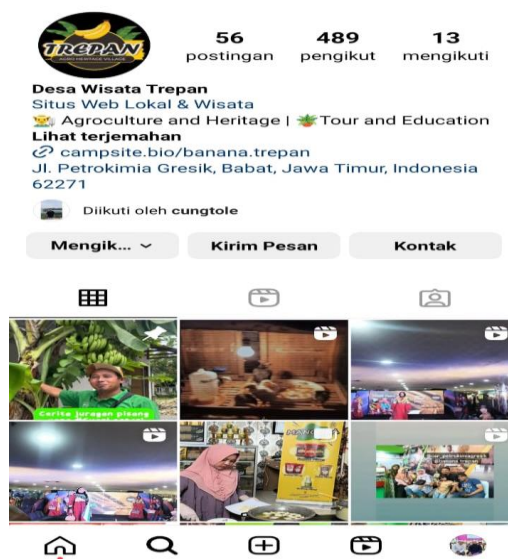 TREPAN
AGRO HERITAGE VILLAGE
56 489 13
postingan pengikut mengikuti
Desa Wisata Trepan
Situs Web Lokal & Wisata
Agroculture and Heritage | Tour and Education
Lihat terjemahan
campsite.bio/banana.trepan
Jl. Petrokimia Gresik, Babat, Jawa Timur, Indonesia
62271
Diikuti oleh cungtole
Mengik... Kirim Pesan Kontak
Cerita juragan pisang